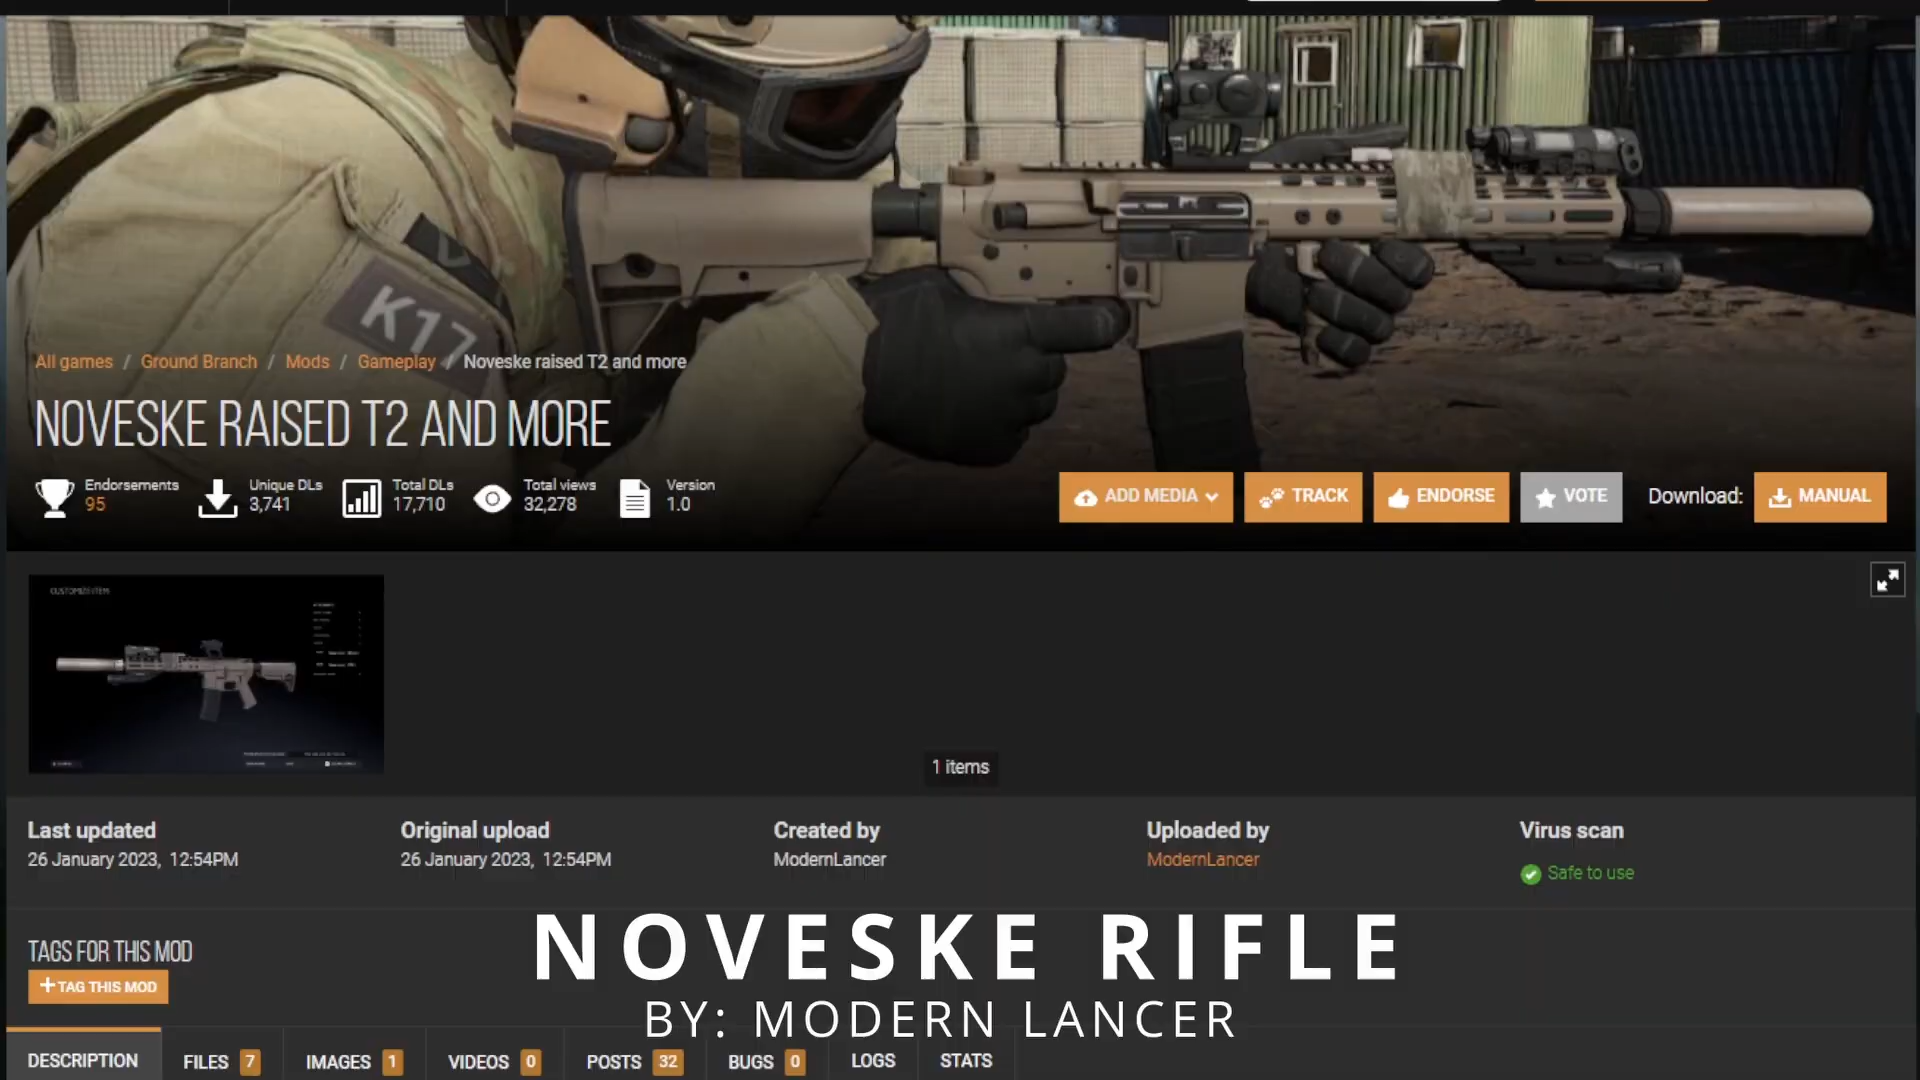 K17
All games / Ground Branch / Mods / Gameplay / Noveske raised T2 and more
NOVESKE RAISED T2 AND MORE
Endorsements
95
Unique DLs
3,741
Total DLs
17,710
Total views
32,278
Version
1.0
ADD MEDIA
TRACK
ENDORSE
VOTE
Download:
MANUAL
CUSTOMIZE ITEM
1 items
Last updated
26 January 2023, 12:54PM
Original upload
26 January 2023, 12:54PM
Created by
ModernLancer
Uploaded by
ModernLancer
Virus scan
Safe to use
TAGS FOR THIS MOD
+TAG THIS MOD
NOVESKE RIFLE
BY: MODERN LANCER
DESCRIPTION
FILES 7
IMAGES 1
VIDEOS 0
POSTS 32
BUGS 0
LOGS
STATS